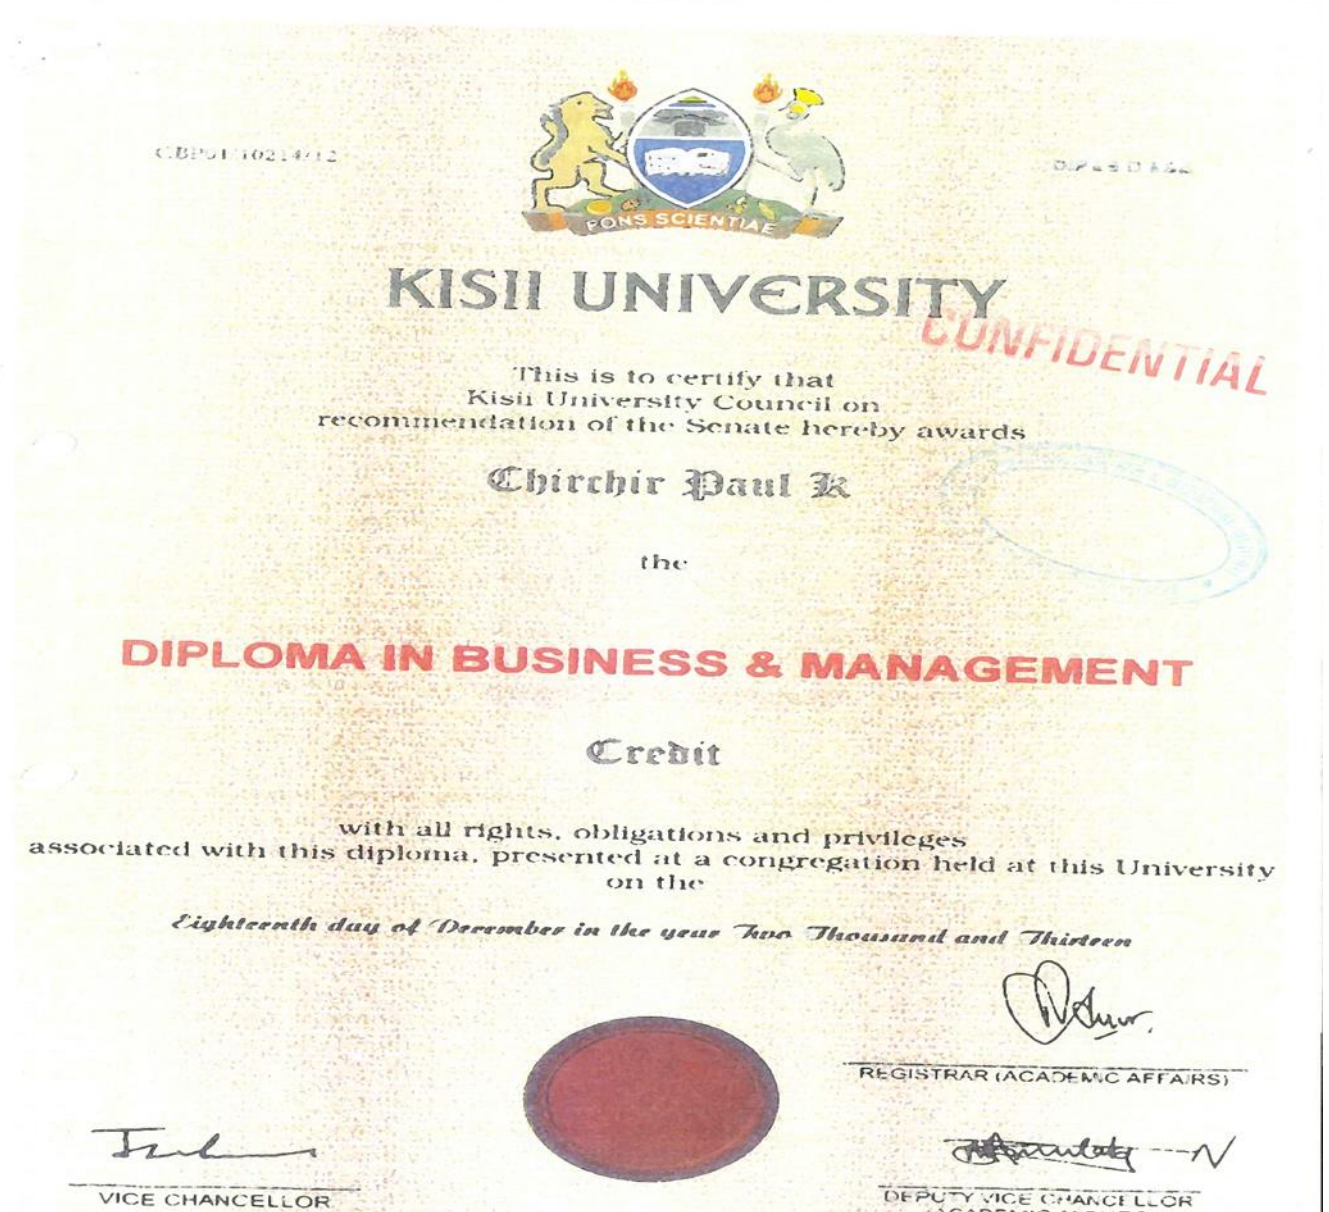 FONS SCIENTIAE
KISII UNIVERSITY
CONFIDENTIAL
This is to certify that
Kisii University Council on
recommendation of the Senate hereby awards
Chirchir Paul K
the
DIPLOMA IN BUSINESS & MANAGEMENT
Credit
with all rights, obligations and privileges
associated with this diploma, presented at a congregation held at this University
on the
Eighteenth day of December in the year Two Thousand and Thirteen
REGISTRAR (ACADEMIC AFFAIRS)
VICE CHANCELLOR
DEPUTY VICE CHANCELLOR